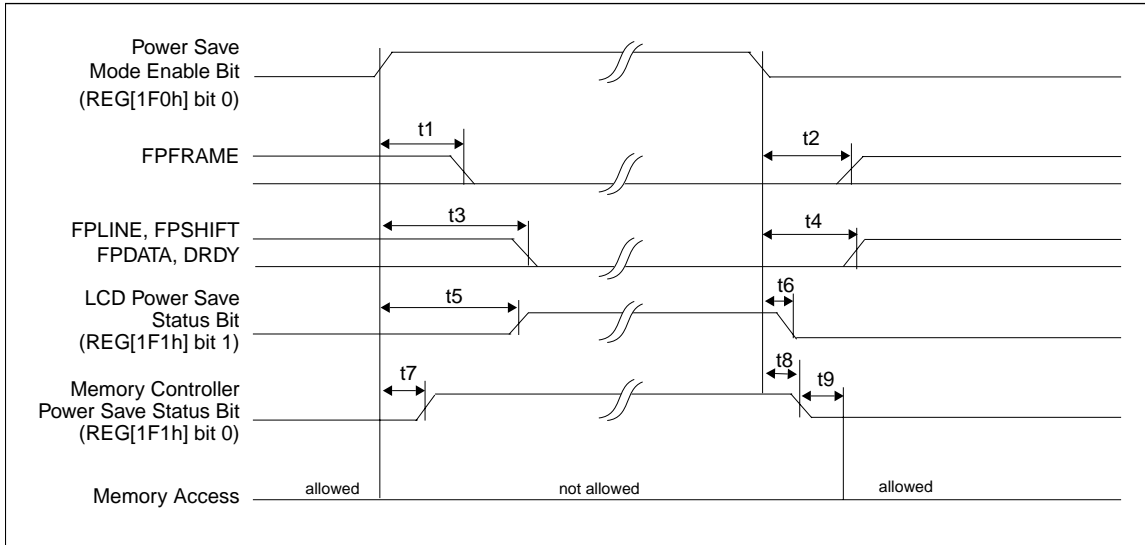 Power Save
Mode Enable Bit
(REG[1F0h] bit 0)
t1
t2
FPFRAME
t3
t4
FPLINE, FPSHIFT
FPDATA, DRDY
LCD Power Save
Status Bit
(REG[1F1h] bit 1)
t5
t6
t7
t8
t9
Memory Controller
Power Save Status Bit
(REG[1F1h] bit 0)
Memory Access
allowed
not allowed
allowed